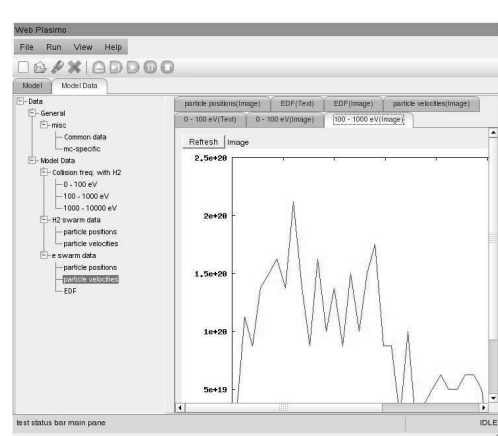 Web Plasimo
File Run View Help
Model Model Data
Data
General
misc
Common data
mc-specific
Model Data
Collision freq. with H2
0 - 100 eV
100 - 1000 eV
1000 - 10000 eV
H2 swarm data
particle positions
particle velocities
e swarm data
particle positions
particle velocities
EDF
particle positions(Image) EDF(Text) EDF(Image) particle velocities(Image)
0 - 100 eV(Text) 0 - 100 eV(Image) 100 - 1000 eV(Image)
Refresh Image
2.5e+20
2e+20
1.5e+20
1e+20
5e+19
test status bar main pane IDLE